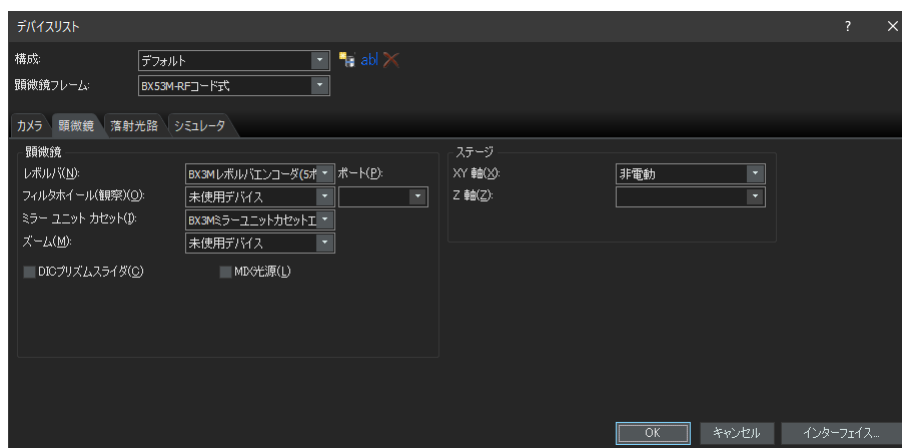 デバイスリスト
? ×
構成: デフォルト abl
顕微鏡フレーム: BX53M-RFコード式
カメラ 顕微鏡 落射光路 シミュレータ
顕微鏡
レボルバ(N): BX3Mレボルバエンコーダ(5ポ ポート(P):
フィルタホイール(観察)(O): 未使用デバイス
ミラー ユニット カセット(I): BX3Mミラーユニットカセットエ
ズーム(M): 未使用デバイス
DICプリズムスライダ(C) MIX光源(L)
ステージ
XY 軸(X): 非電動
Z 軸(Z):
OK キャンセル インターフェイス...